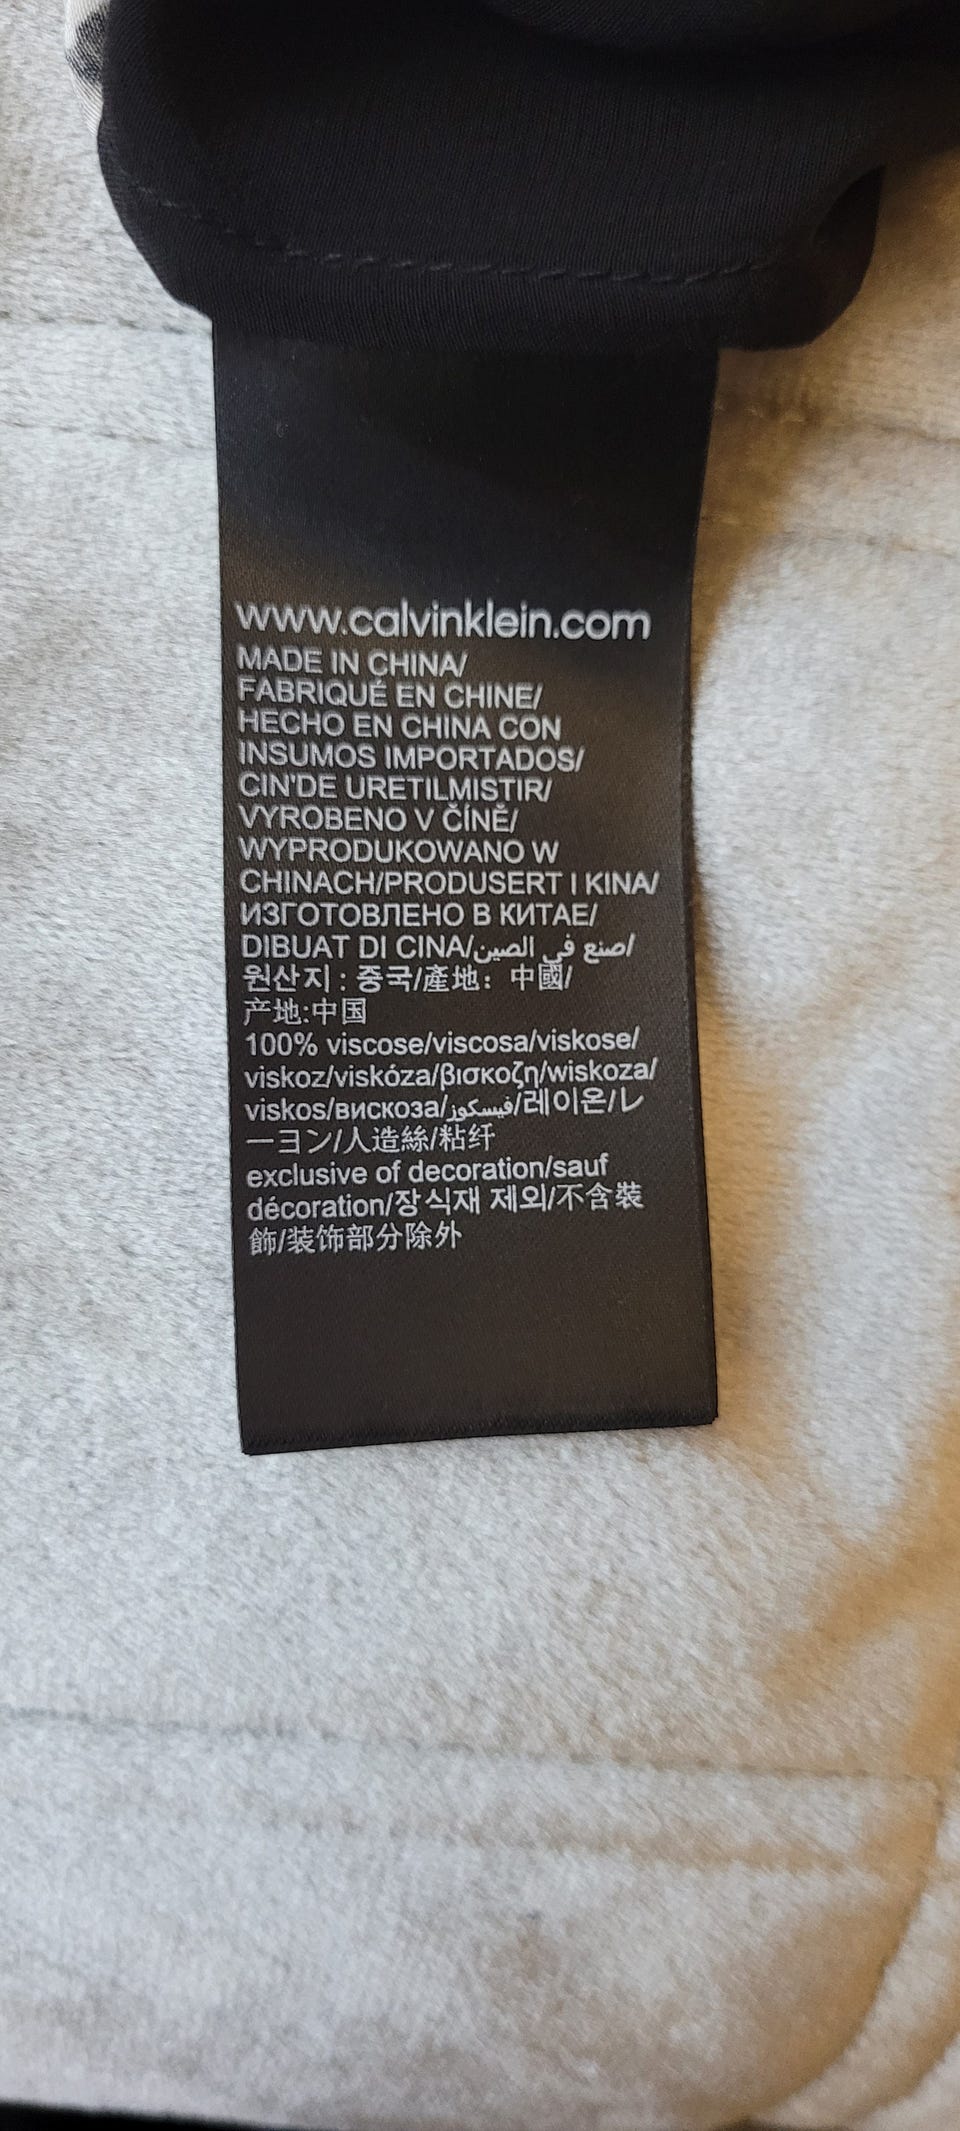 www.calvinklein.com
MADE IN CHINA/
FABRIQUÉ EN CHINE/
HECHO EN CHINA CON
INSUMOS IMPORTADOS/
CIN'DE URETILMISTIR/
VYROBENO V ČÍNĚ/
WYPRODUKOWANO W
CHINACH/PRODUSERT I KINA/
ИЗГОТОВЛЕНО В КИТАЕ/
DIBUAT DI CINA/صنع في الصين/
원산지 : 중국/產地：中國/
产地:中国
100% viscose/viscosa/viskose/
viskoz/viskóza/βισκοζη/wiskoza/
viskos/вискоза/فيسكوز/레이온/レ
ーヨン/人造絲/粘纤
exclusive of decoration/sauf
décoration/장식재 제외/不含裝
飾/装饰部分除外